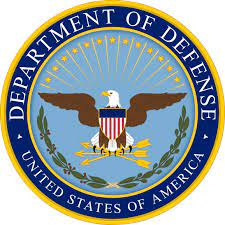 DEPARTMENT OF DEFENSE
UNITED STATES OF AMERICA